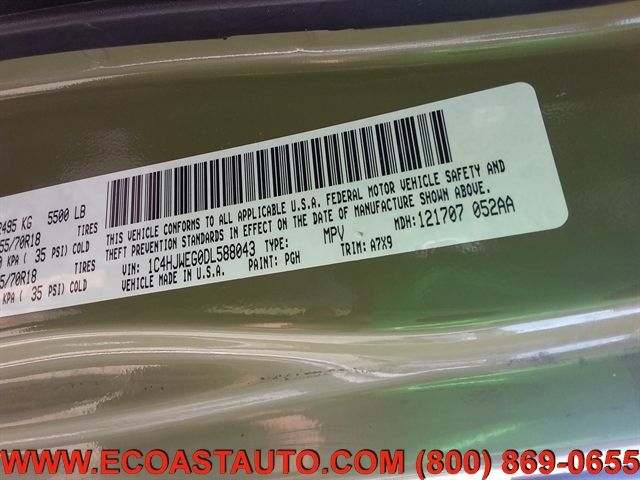 2495 KG 5500 LB
55/70R18 TIRES
KPA ( 35 PSI) COLD
5/70R18 TIRES
KPA ( 35 PSI) COLD
THIS VEHICLE CONFORMS TO ALL APPLICABLE U.S.A. FEDERAL MOTOR VEHICLE SAFETY AND
THEFT PREVENTION STANDARDS IN EFFECT ON THE DATE OF MANUFACTURE SHOWN ABOVE.
VIN: 1C4HJWEG0DL588043 TYPE: MPV MDH: 121707 052AA
VEHICLE MADE IN U.S.A. PAINT: PGH TRIM: A7X9
WWW.ECOASTAUTO.COM (800) 869-0655